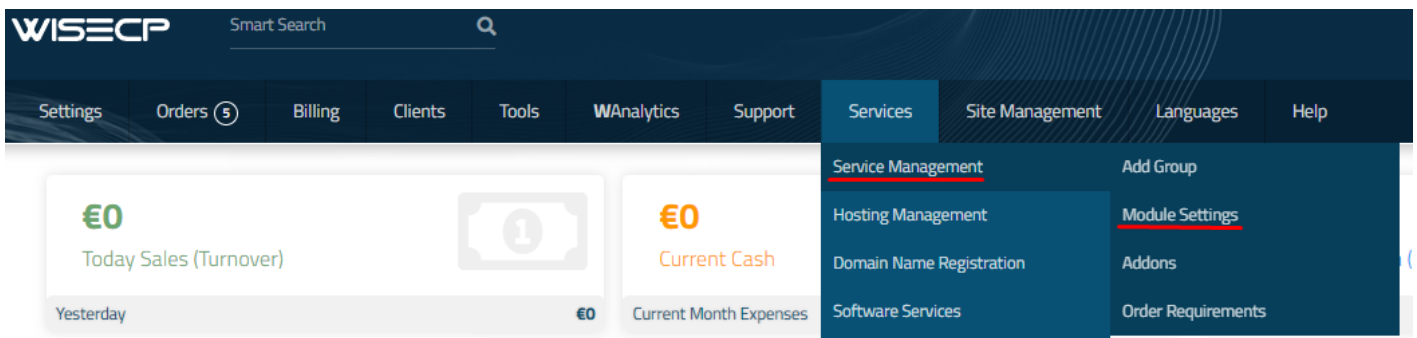 WISECP
Smart Search
Settings Orders 5 Billing Clients Tools WAnalytics Support Services Site Management Languages Help
Service Management Add Group
Hosting Management Module Settings
Domain Name Registration Addons
Software Services Order Requirements
€0
Today Sales (Turnover)
1
Yesterday €0
€0
Current Cash
Current Month Expenses
(